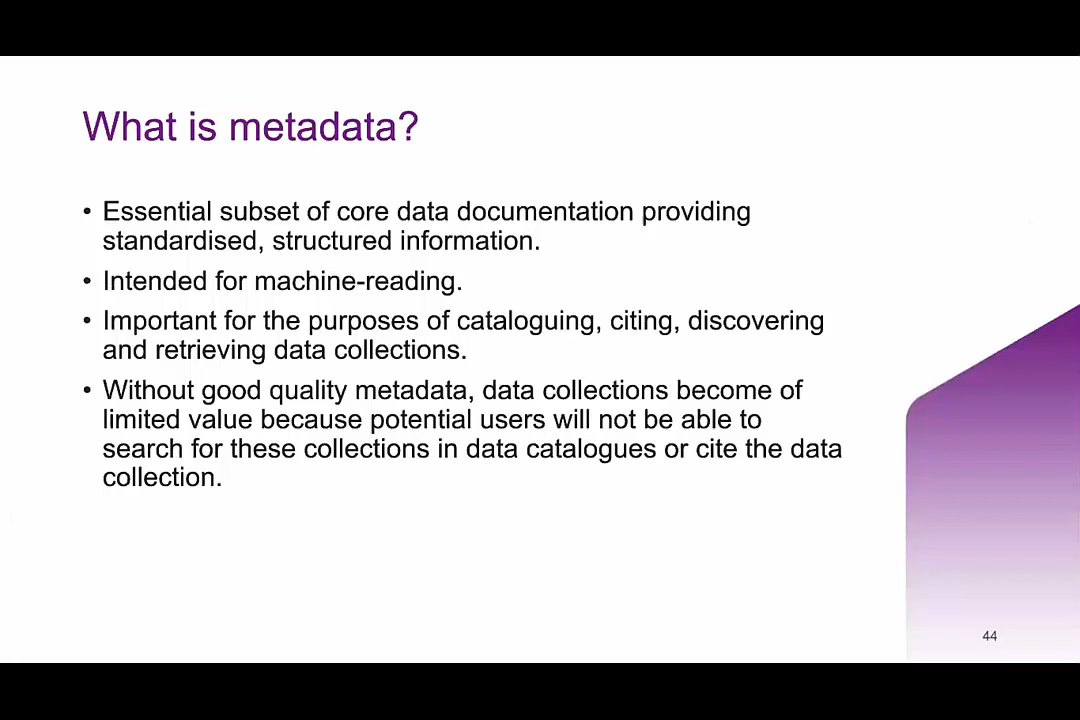 What is metadata?
• Essential subset of core data documentation providing
standardised, structured information.
• Intended for machine-reading.
• Important for the purposes of cataloguing, citing, discovering
and retrieving data collections.
• Without good quality metadata, data collections become of
limited value because potential users will not be able to
search for these collections in data catalogues or cite the data
collection.
44